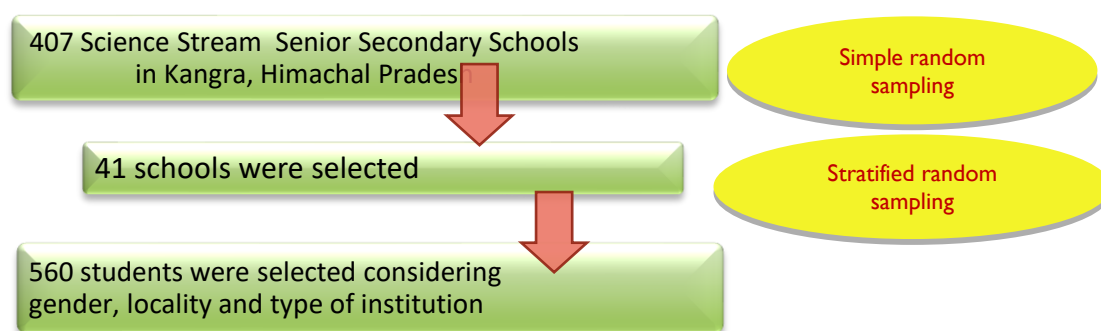 407 Science Stream Senior Secondary Schools
in Kangra, Himachal Pradesh
Simple random
sampling
41 schools were selected
Stratified random
sampling
560 students were selected considering
gender, locality and type of institution